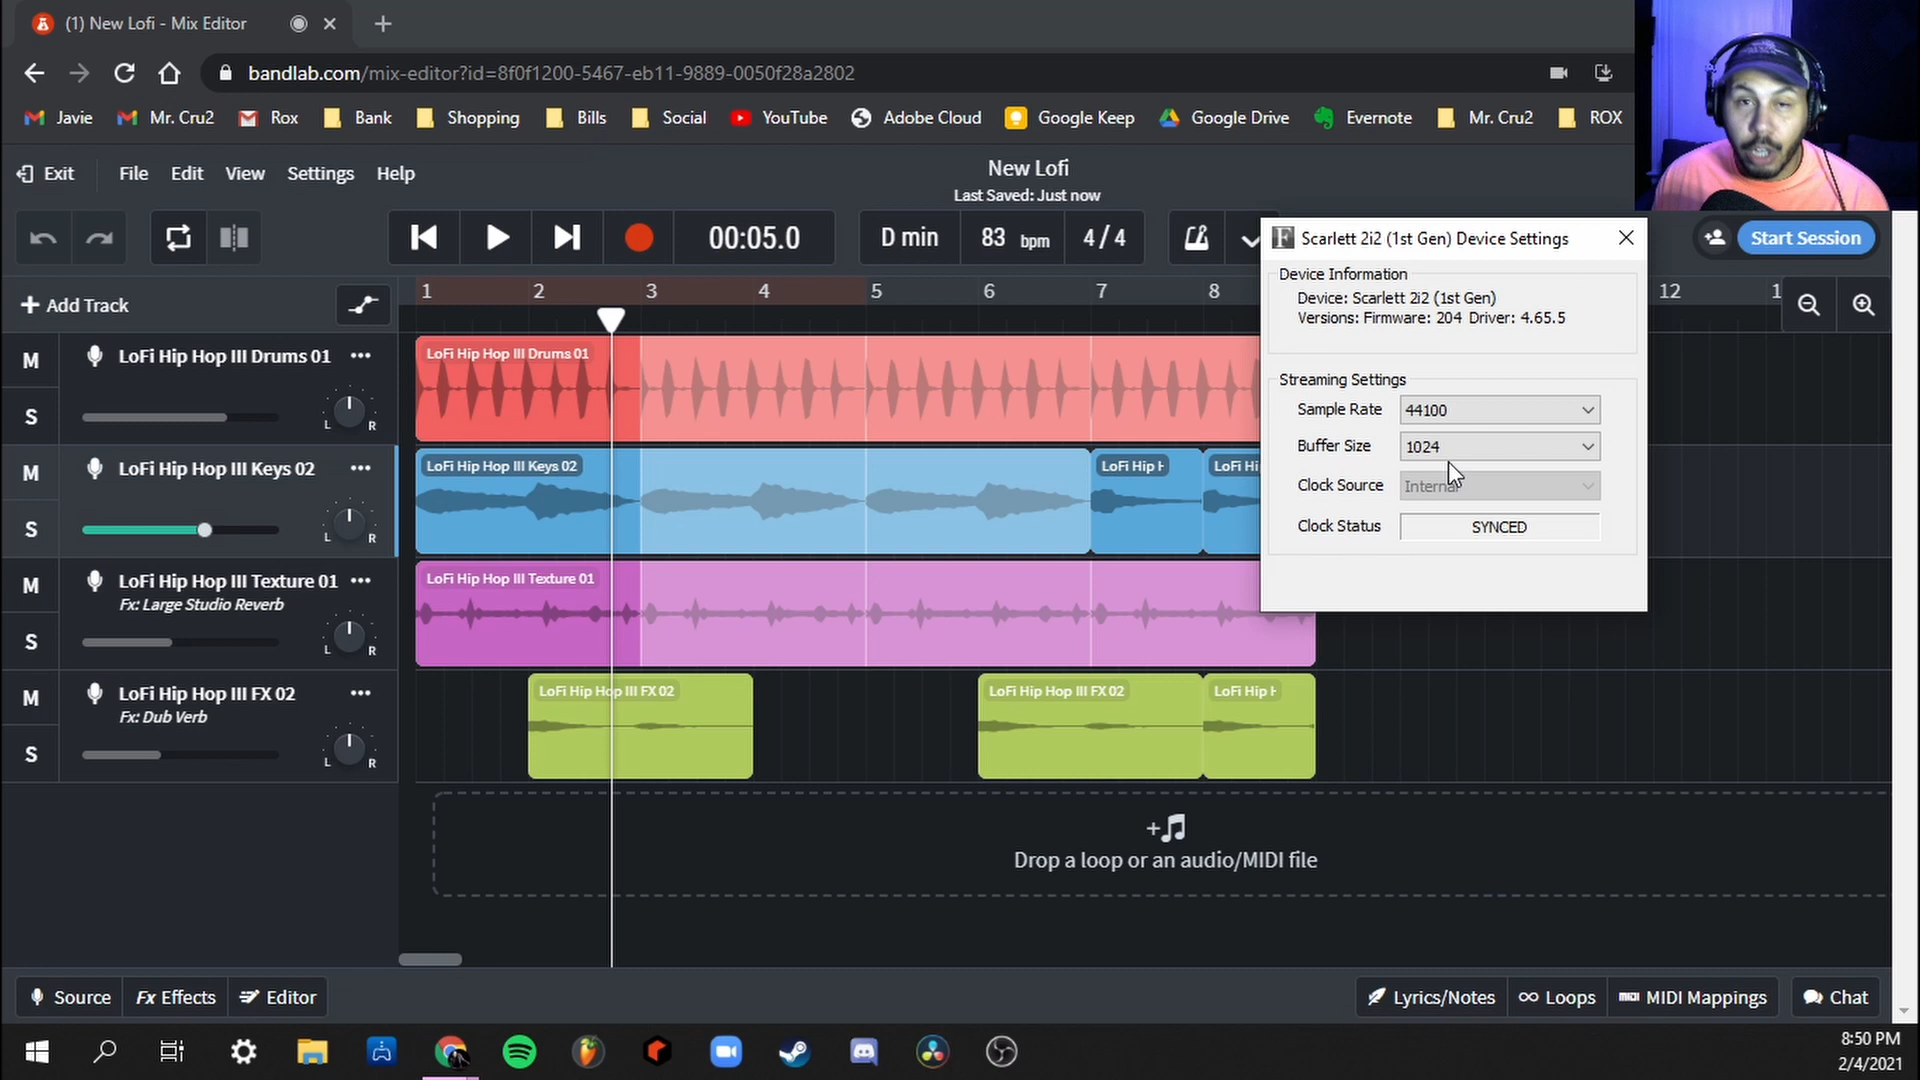 (1) New Lofi - Mix Editor
bandlab.com/mix-editor?id=8f0f1200-5467-eb11-9889-0050f28a2802
Javie Mr. Cru2 Rox Bank Shopping Bills Social YouTube Adobe Cloud Google Keep Google Drive Evernote Mr. Cru2 ROX
Exit File Edit View Settings Help
New Lofi
Last Saved: Just now
00:05.0 D min 83 bpm 4 / 4
Start Session
Scarlett 2i2 (1st Gen) Device Settings
Device Information
Device: Scarlett 2i2 (1st Gen)
Versions: Firmware: 204 Driver: 4.65.5
Streaming Settings
Sample Rate 44100
Buffer Size 1024
Clock Source Internal
Clock Status SYNCED
+ Add Track
1 2 3 4 5 6 7 8 12 1
M LoFi Hip Hop III Drums 01
S L R
LoFi Hip Hop III Drums 01
M LoFi Hip Hop III Keys 02
S L R
LoFi Hip Hop III Keys 02 LoFi Hip H LoFi Hi
M LoFi Hip Hop III Texture 01
Fx: Large Studio Reverb
S L R
LoFi Hip Hop III Texture 01
M LoFi Hip Hop III FX 02
Fx: Dub Verb
S L R
LoFi Hip Hop III FX 02 LoFi Hip Hop III FX 02 LoFi Hip H
Drop a loop or an audio/MIDI file
Source Fx Effects Editor Lyrics/Notes Loops MIDI MIDI Mappings Chat
8:50 PM
2/4/2021